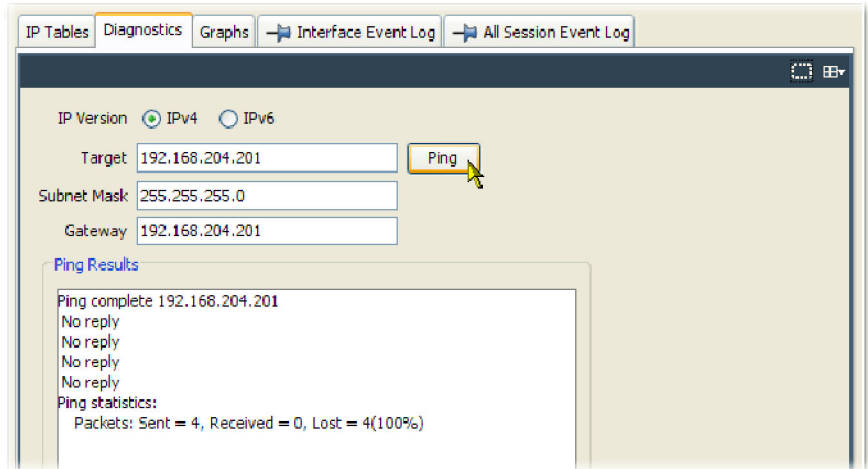 IP Tables Diagnostics Graphs Interface Event Log All Session Event Log
IP Version IPv4 IPv6
Target 192.168.204.201 Ping
Subnet Mask 255.255.255.0
Gateway 192.168.204.201
Ping Results
Ping complete 192.168.204.201
No reply
No reply
No reply
No reply
Ping statistics:
Packets: Sent = 4, Received = 0, Lost = 4(100%)